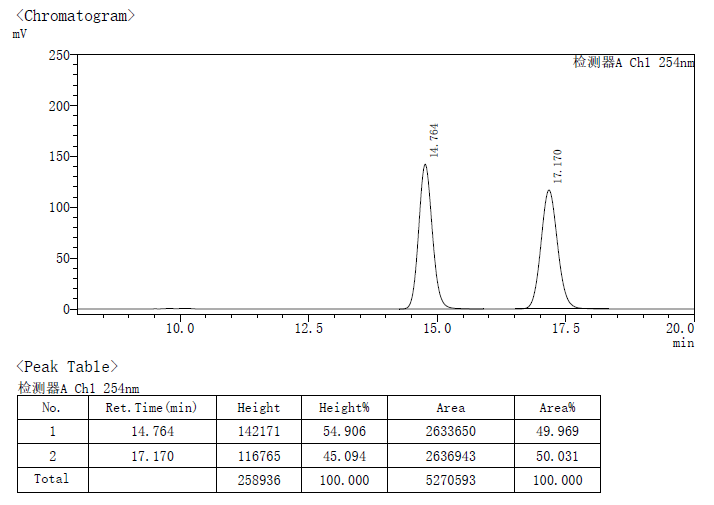 <Chromatogram>
mV
检测器A Ch1 254nm
250
200
150
100
50
0
14.764
17.170
10.0 12.5 15.0 17.5 20.0
min
<Peak Table>
检测器A Ch1 254nm
No. Ret.Time(min) Height Height% Area Area%
1 14.764 142171 54.906 2633650 49.969
2 17.170 116765 45.094 2636943 50.031
Total 258936 100.000 5270593 100.000